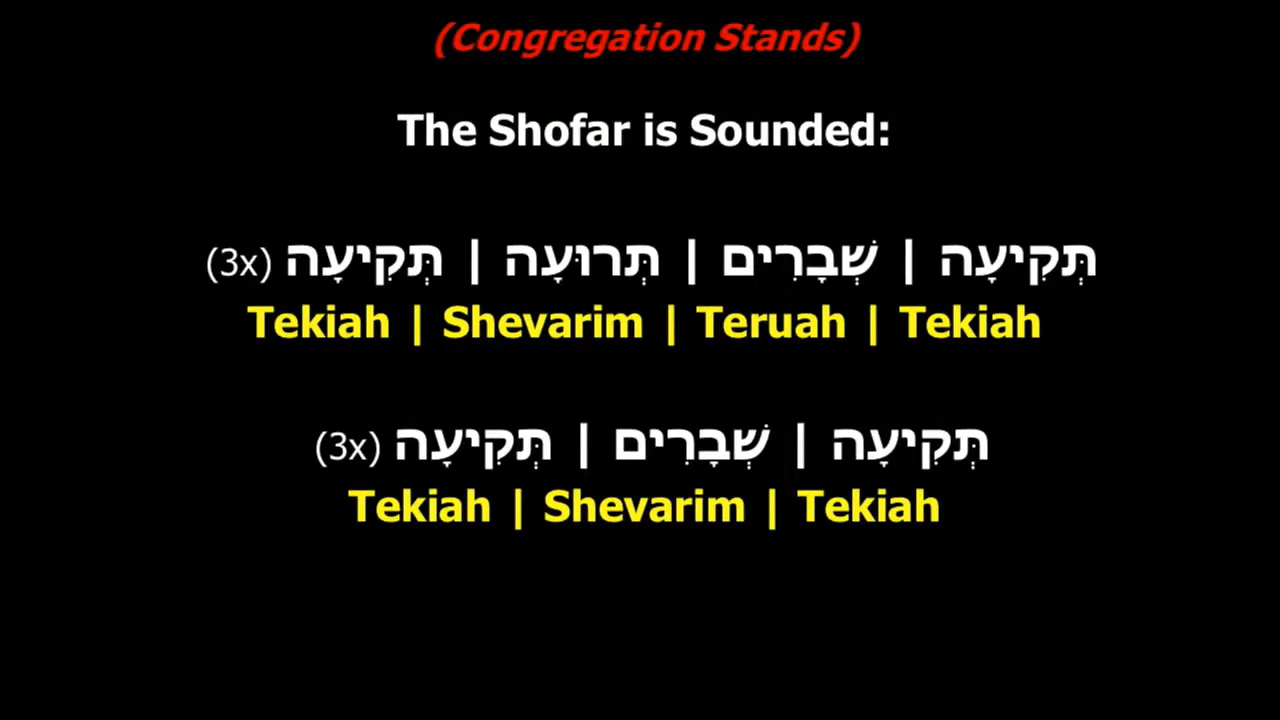 (Congregation Stands)
The Shofar is Sounded:
תְּקִיעָה | שְׁבָרִים | תְּרוּעָה | תְּקִיעָה (3x)
Tekiah | Shevarim | Teruah | Tekiah
תְּקִיעָה | שְׁבָרִים | תְּקִיעָה (3x)
Tekiah | Shevarim | Tekiah